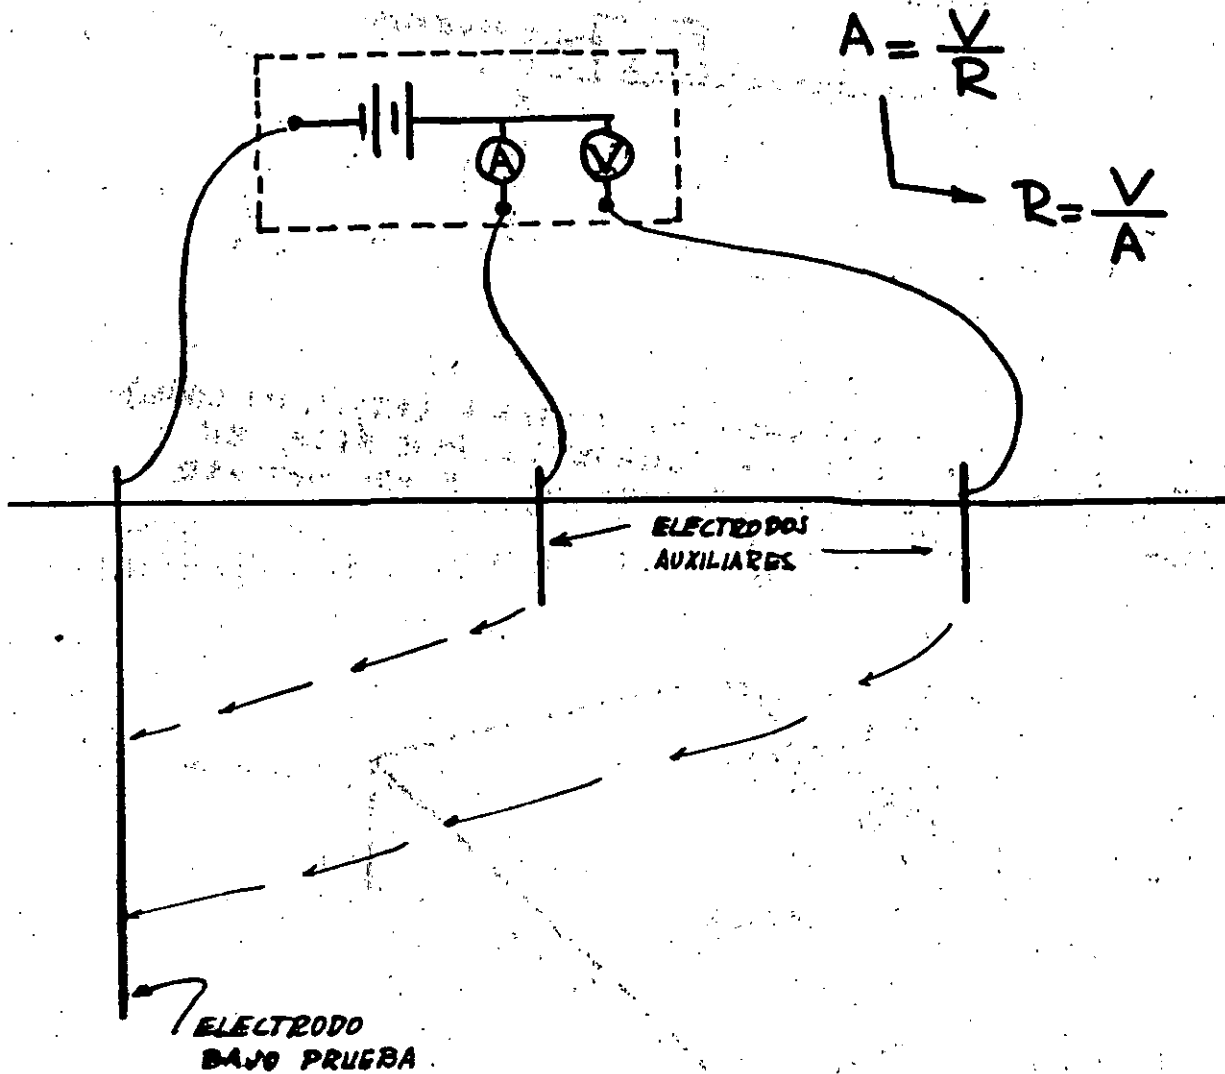 A = V/R
R = V/A
A
V
ELECTRODOS
AUXILIARES
ELECTRODO
BAJO PRUEBA